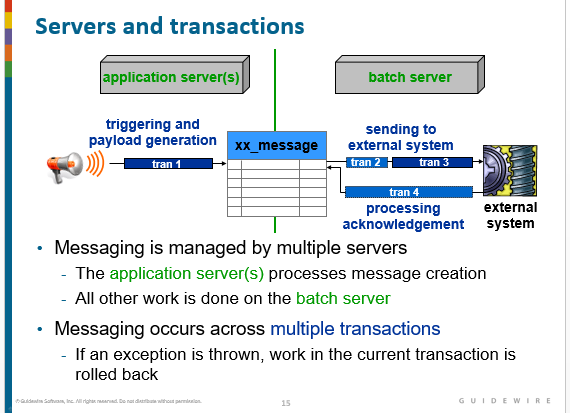 Servers and transactions
application server(s)
batch server
triggering and
payload generation
xx_message
sending to
external system
tran 1
tran 2
tran 3
tran 4
processing
acknowledgement
external
system
• Messaging is managed by multiple servers
- The application server(s) processes message creation
- All other work is done on the batch server
• Messaging occurs across multiple transactions
- If an exception is thrown, work in the current transaction is
rolled back
© Guidewire Software, Inc. All rights reserved. Do not distribute without permission.
15
GUIDEWIRE